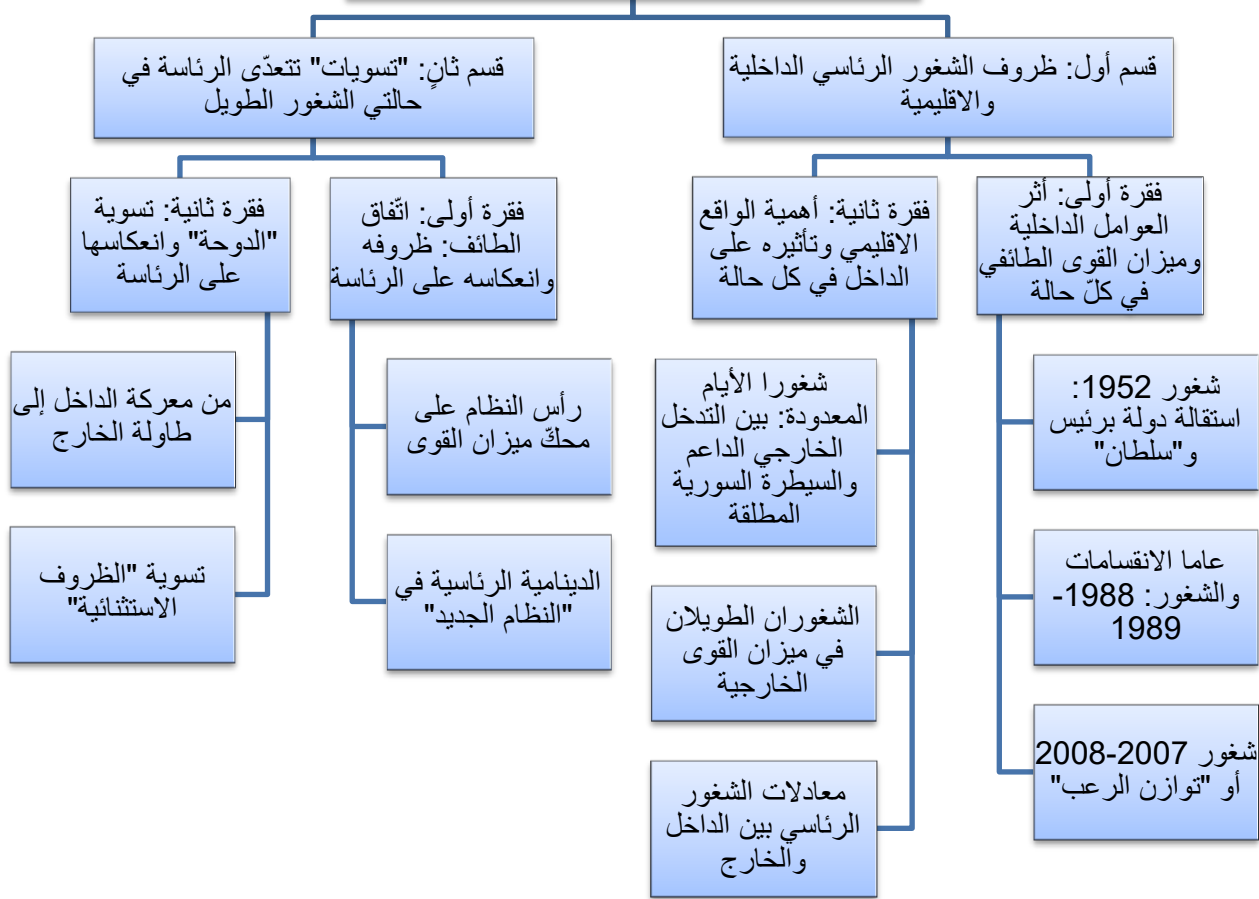 قسم أول: ظروف الشغور الرئاسي الداخلية
والاقليمية
فقرة أولى: أثر
العوامل الداخلية
وميزان القوى الطائفي
في كلّ حالة
شغور 1952:
استقالة دولة برئيس
و"سلطان"
عاما الانقسامات
والشغور: 1988-
1989
شغور 2007-2008
أو "توازن الرعب"
فقرة ثانية: أهمية الواقع
الاقليمي وتأثيره على
الداخل في كل حالة
شغورا الأيام
المعدودة: بين التدخل
الخارجي الداعم
والسيطرة السورية
المطلقة
الشغوران الطويلان
في ميزان القوى
الخارجية
معادلات الشغور
الرئاسي بين الداخل
والخارج
قسم ثانٍ: "تسويات" تتعدّى الرئاسة في
حالتي الشغور الطويل
فقرة أولى: اتّفاق
الطائف: ظروفه
وانعكاسه على الرئاسة
رأس النظام على
محكّ ميزان القوى
الدينامية الرئاسية في
"النظام الجديد"
فقرة ثانية: تسوية
"الدوحة" وانعكاسها
على الرئاسة
من معركة الداخل إلى
طاولة الخارج
تسوية "الظروف
الاستثنائية"